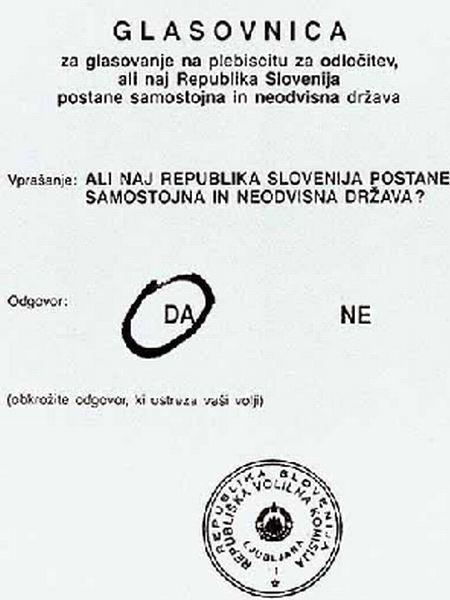 GLASOVNICA
za glasovanje na plebiscitu za odločitev,
ali naj Republika Slovenija
postane samostojna in neodvisna država
Vprašanje: ALI NAJ REPUBLIKA SLOVENIJA POSTANE
SAMOSTOJNA IN NEODVISNA DRŽAVA?
Odgovor: DA NE
(obkrožite odgovor, ki ustreza vaši volji)
REPUBLIKA SLOVENIJA
REPUBLIŠKA VOLILNA KOMISIJA
LJUBLJANA
1